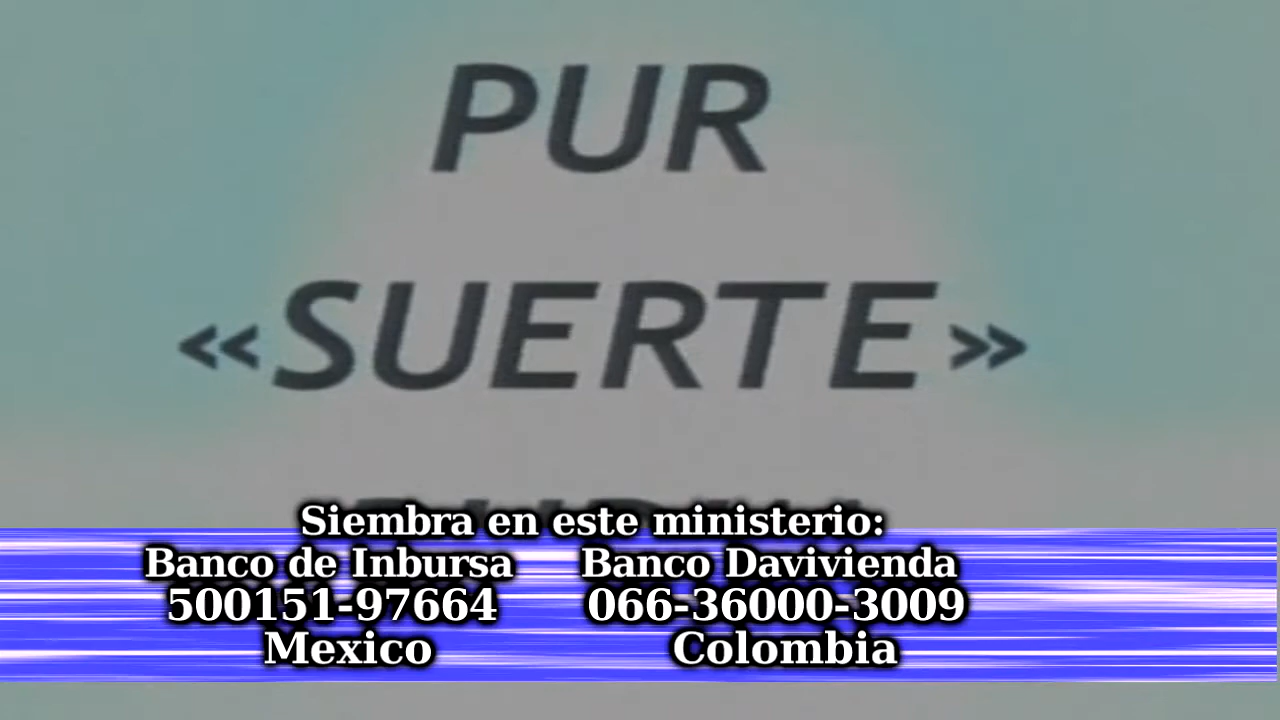 PUR
«SUERTE»
Siembra en este ministerio:
Banco de Inbursa Banco Davivienda
500151-97664 066-36000-3009
Mexico Colombia